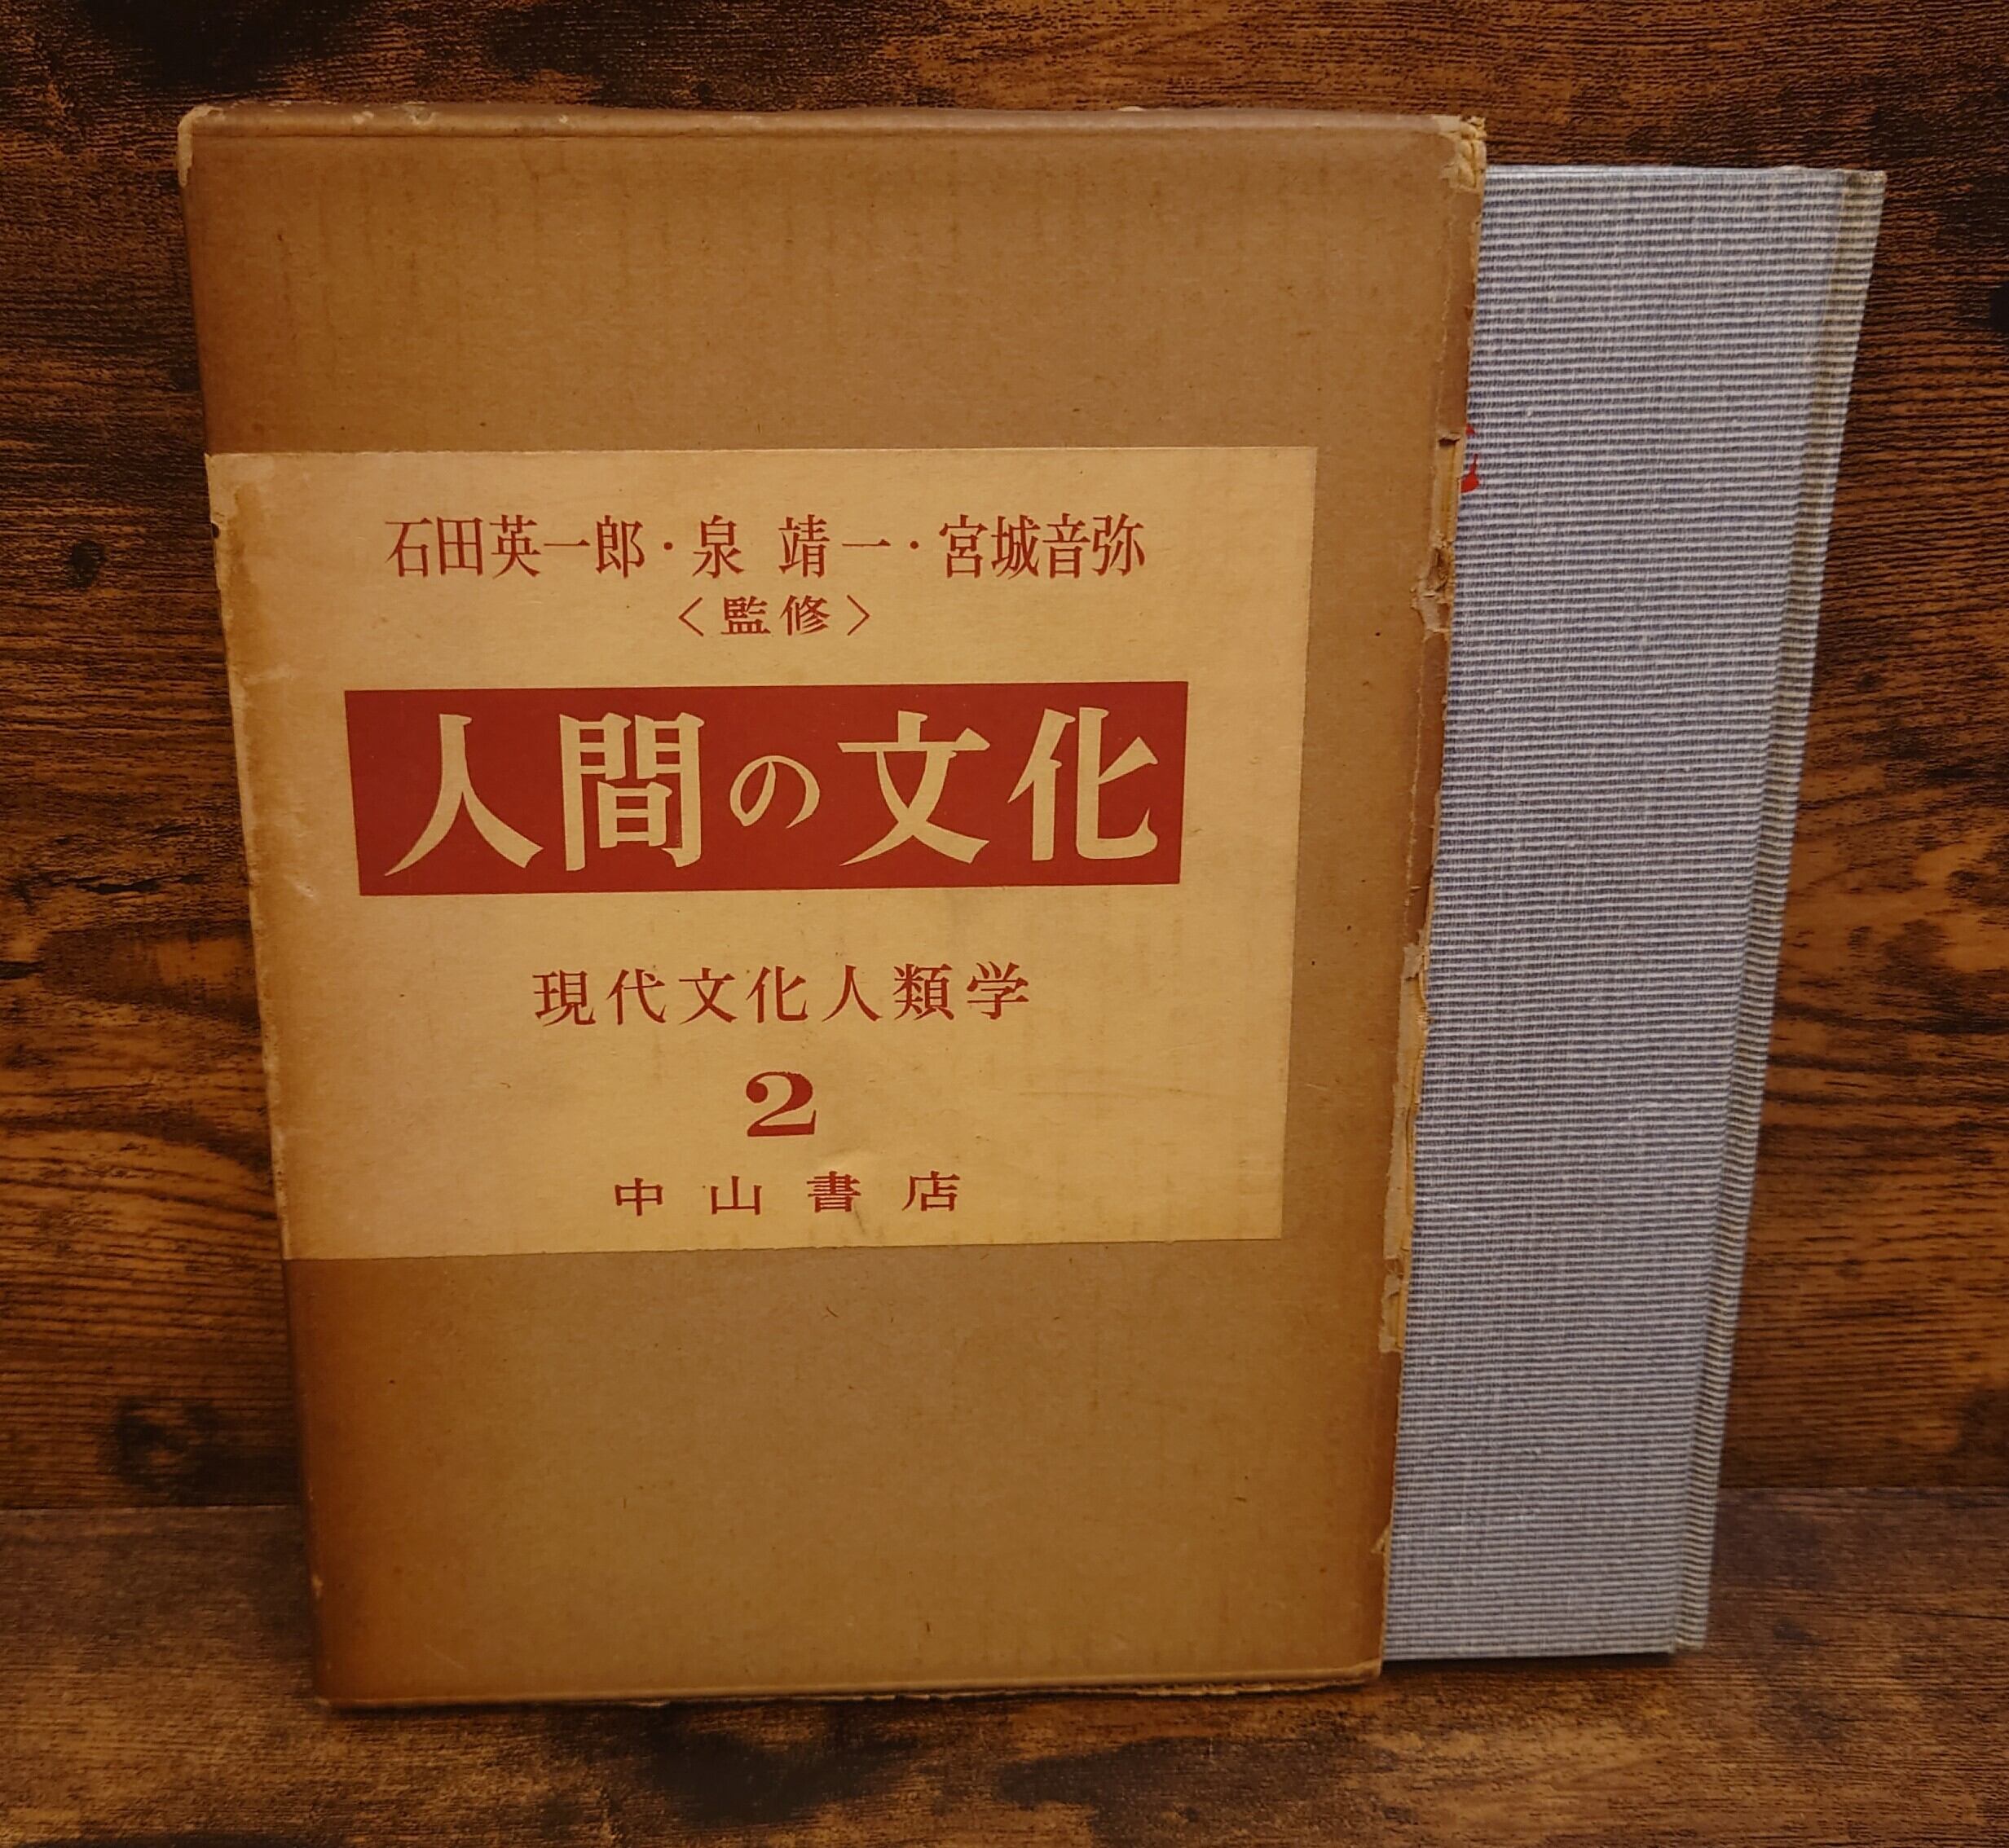 石田英一郎・泉 靖一・宮城音弥
〈監修〉
人間の文化
現代文化人類学
2
中山書店